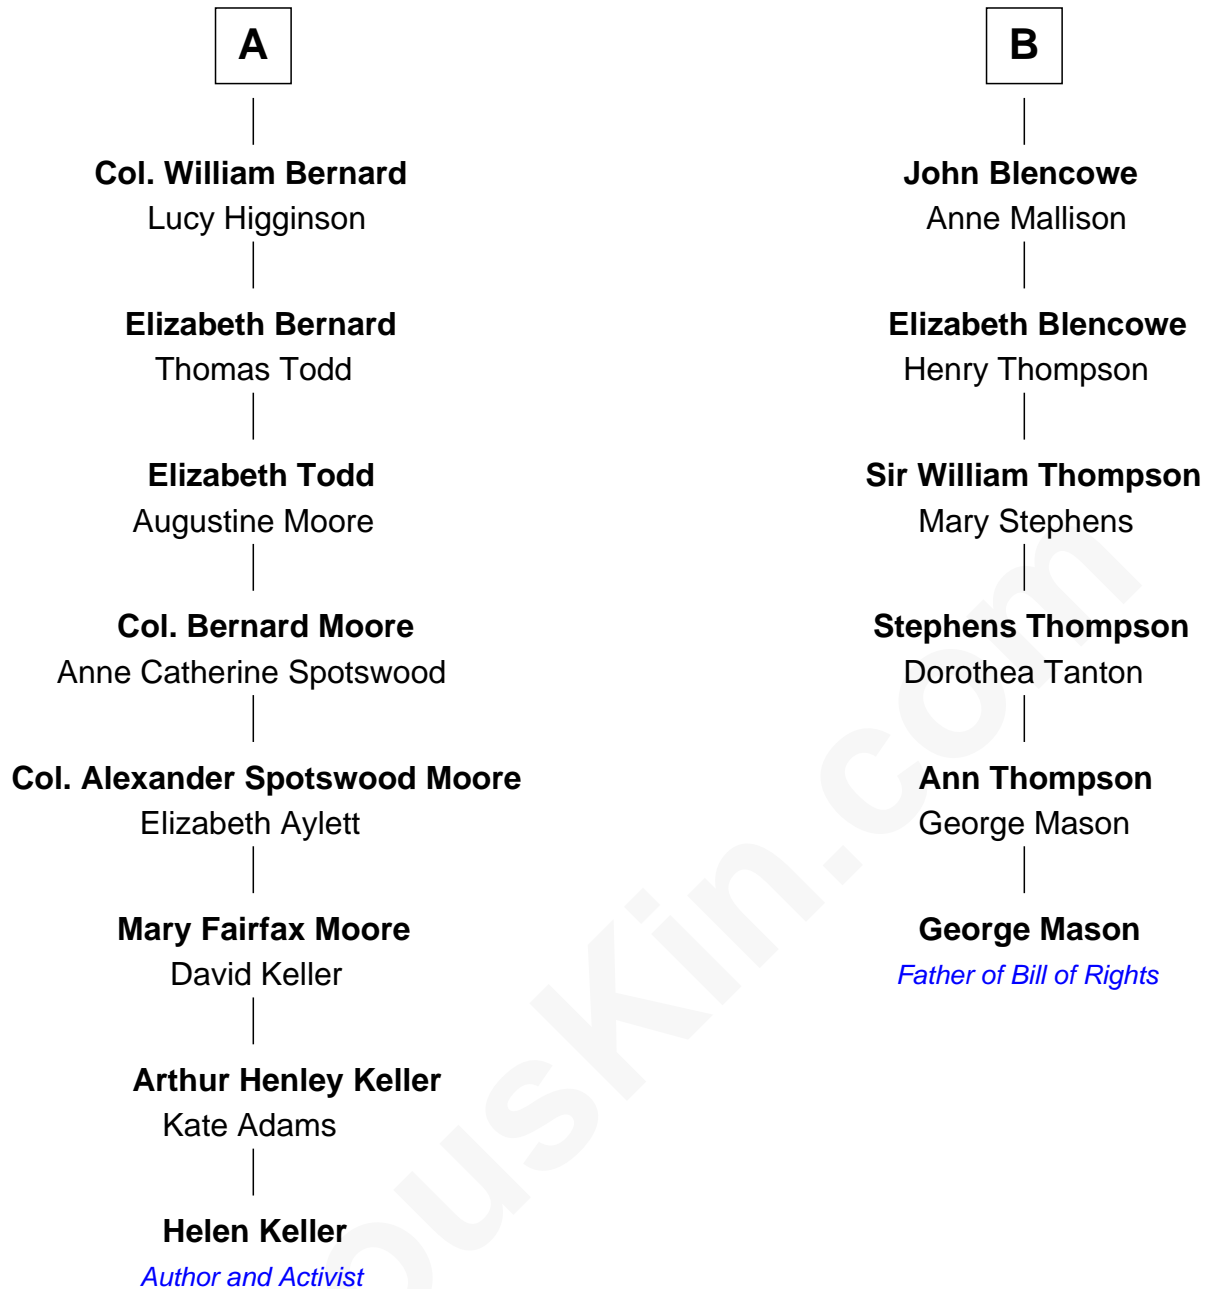 A
Col. William Bernard
Lucy Higginson
Elizabeth Bernard
Thomas Todd
Elizabeth Todd
Augustine Moore
Col. Bernard Moore
Anne Catherine Spotswood
Col. Alexander Spotswood Moore
Elizabeth Aylett
Mary Fairfax Moore
David Keller
Arthur Henley Keller
Kate Adams
Helen Keller
Author and Activist
B
John Blencowe
Anne Mallison
Elizabeth Blencowe
Henry Thompson
Sir William Thompson
Mary Stephens
Stephens Thompson
Dorothea Tanton
Ann Thompson
George Mason
George Mason
Father of Bill of Rights
ousKin.com